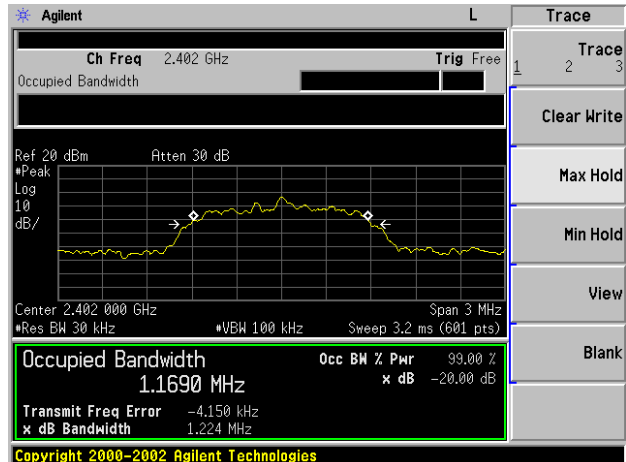 Agilent L Trace
Ch Freq 2.402 GHz Trig Free
Occupied Bandwidth
Trace
1 2 3
Clear Write
Max Hold
Min Hold
View
Blank
Ref 20 dBm Atten 30 dB
#Peak
Log
10
dB/
Center 2.402 000 GHz Span 3 MHz
#Res BW 30 kHz #VBW 100 kHz Sweep 3.2 ms (601 pts)
Occupied Bandwidth Occ BW % Pwr 99.00 %
1.1690 MHz x dB -20.00 dB
Transmit Freq Error -4.150 kHz
x dB Bandwidth 1.224 MHz
Copyright 2000-2002 Agilent Technologies